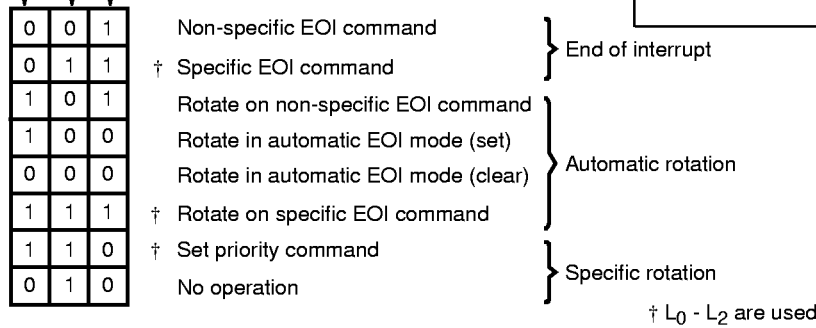 0 0 1 Non-specific EOI command
End of interrupt
0 1 1 † Specific EOI command
1 0 1 Rotate on non-specific EOI command
1 0 0 Rotate in automatic EOI mode (set)
Automatic rotation
0 0 0 Rotate in automatic EOI mode (clear)
1 1 1 † Rotate on specific EOI command
1 1 0 † Set priority command
Specific rotation
0 1 0 No operation
† L0 - L2 are used